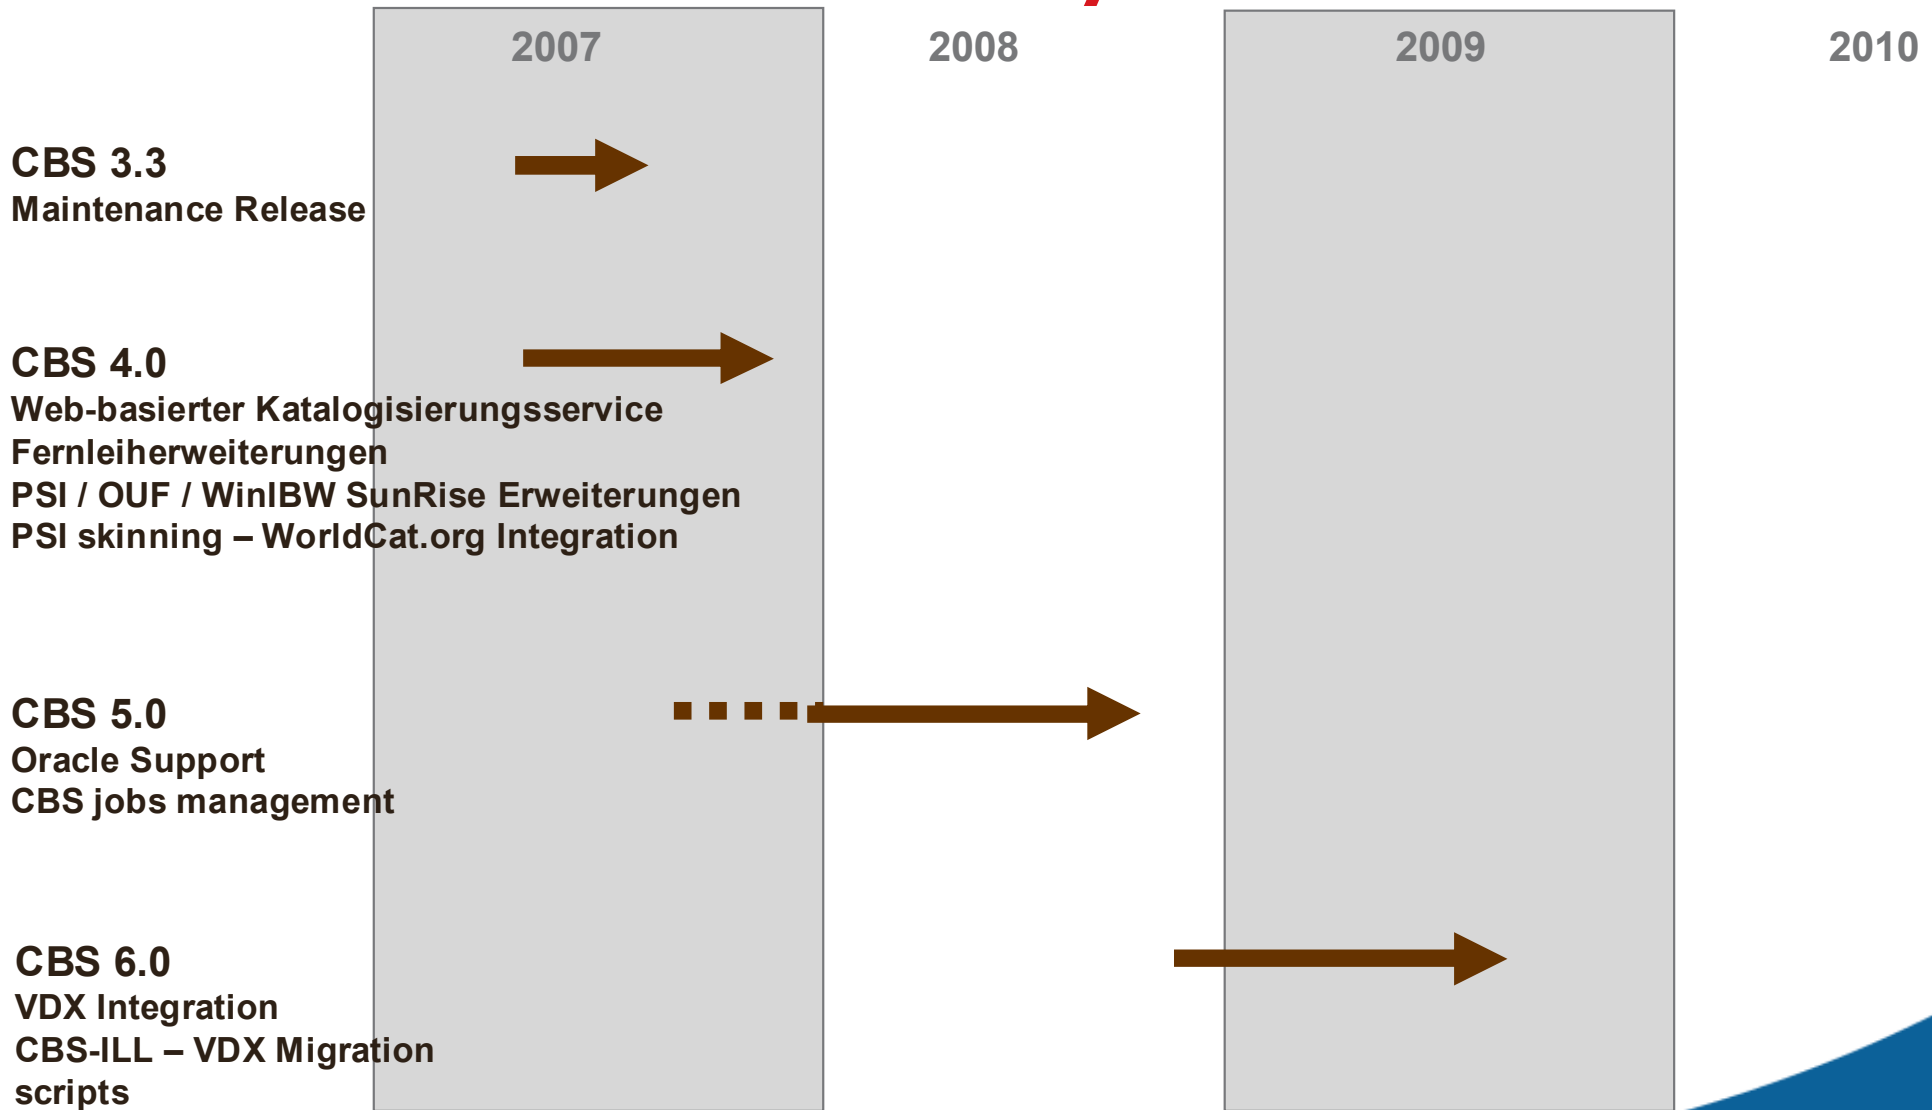 2007 2008 2009 2010
CBS 3.3
Maintenance Release
CBS 4.0
Web-basierter Katalogisierungsservice
Fernleiherweiterungen
PSI / OUF / WinIBW SunRise Erweiterungen
PSI skinning – WorldCat.org Integration
CBS 5.0
Oracle Support
CBS jobs management
CBS 6.0
VDX Integration
CBS-ILL – VDX Migration
scripts